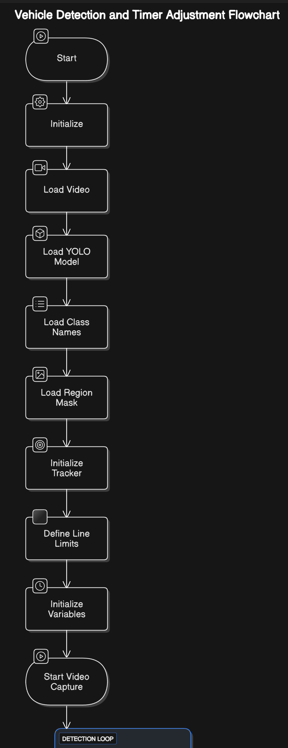 Vehicle Detection and Timer Adjustment Flowchart
Start
Initialize
Load Video
Load YOLO
Model
Load Class
Names
Load Region
Mask
Initialize
Tracker
Define Line
Limits
Initialize
Variables
Start Video
Capture
DETECTION LOOP